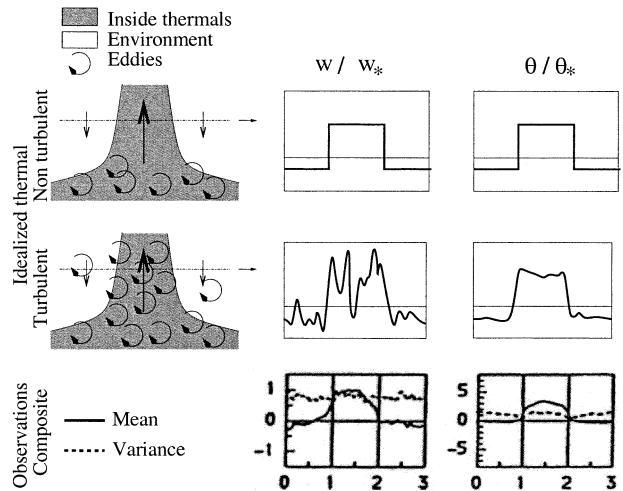 Inside thermals
Environment
Eddies
w / w*
θ / θ*
Idealized thermal
Non turbulent
Turbulent
Observations
Composite
Mean
Variance
1
0
-1
0 1 2 3
5
0
-5
0 1 2 3